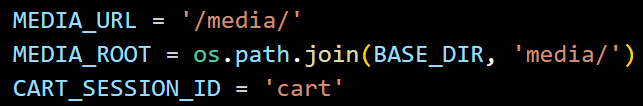 MEDIA_URL = '/media/'
MEDIA_ROOT = os.path.join(BASE_DIR, 'media/')
CART_SESSION_ID = 'cart'